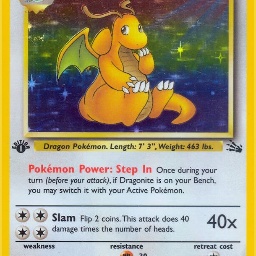 Dragon Pokémon. Length: 7' 3", Weight: 463 lbs.
Pokémon Power: Step In Once during your
turn (before your attack), if Dragonite is on your Bench,
you may switch it with your Active Pokémon.
Slam Flip 2 coins. This attack does 40
damage times the number of heads. 40x
weakness resistance retreat cost